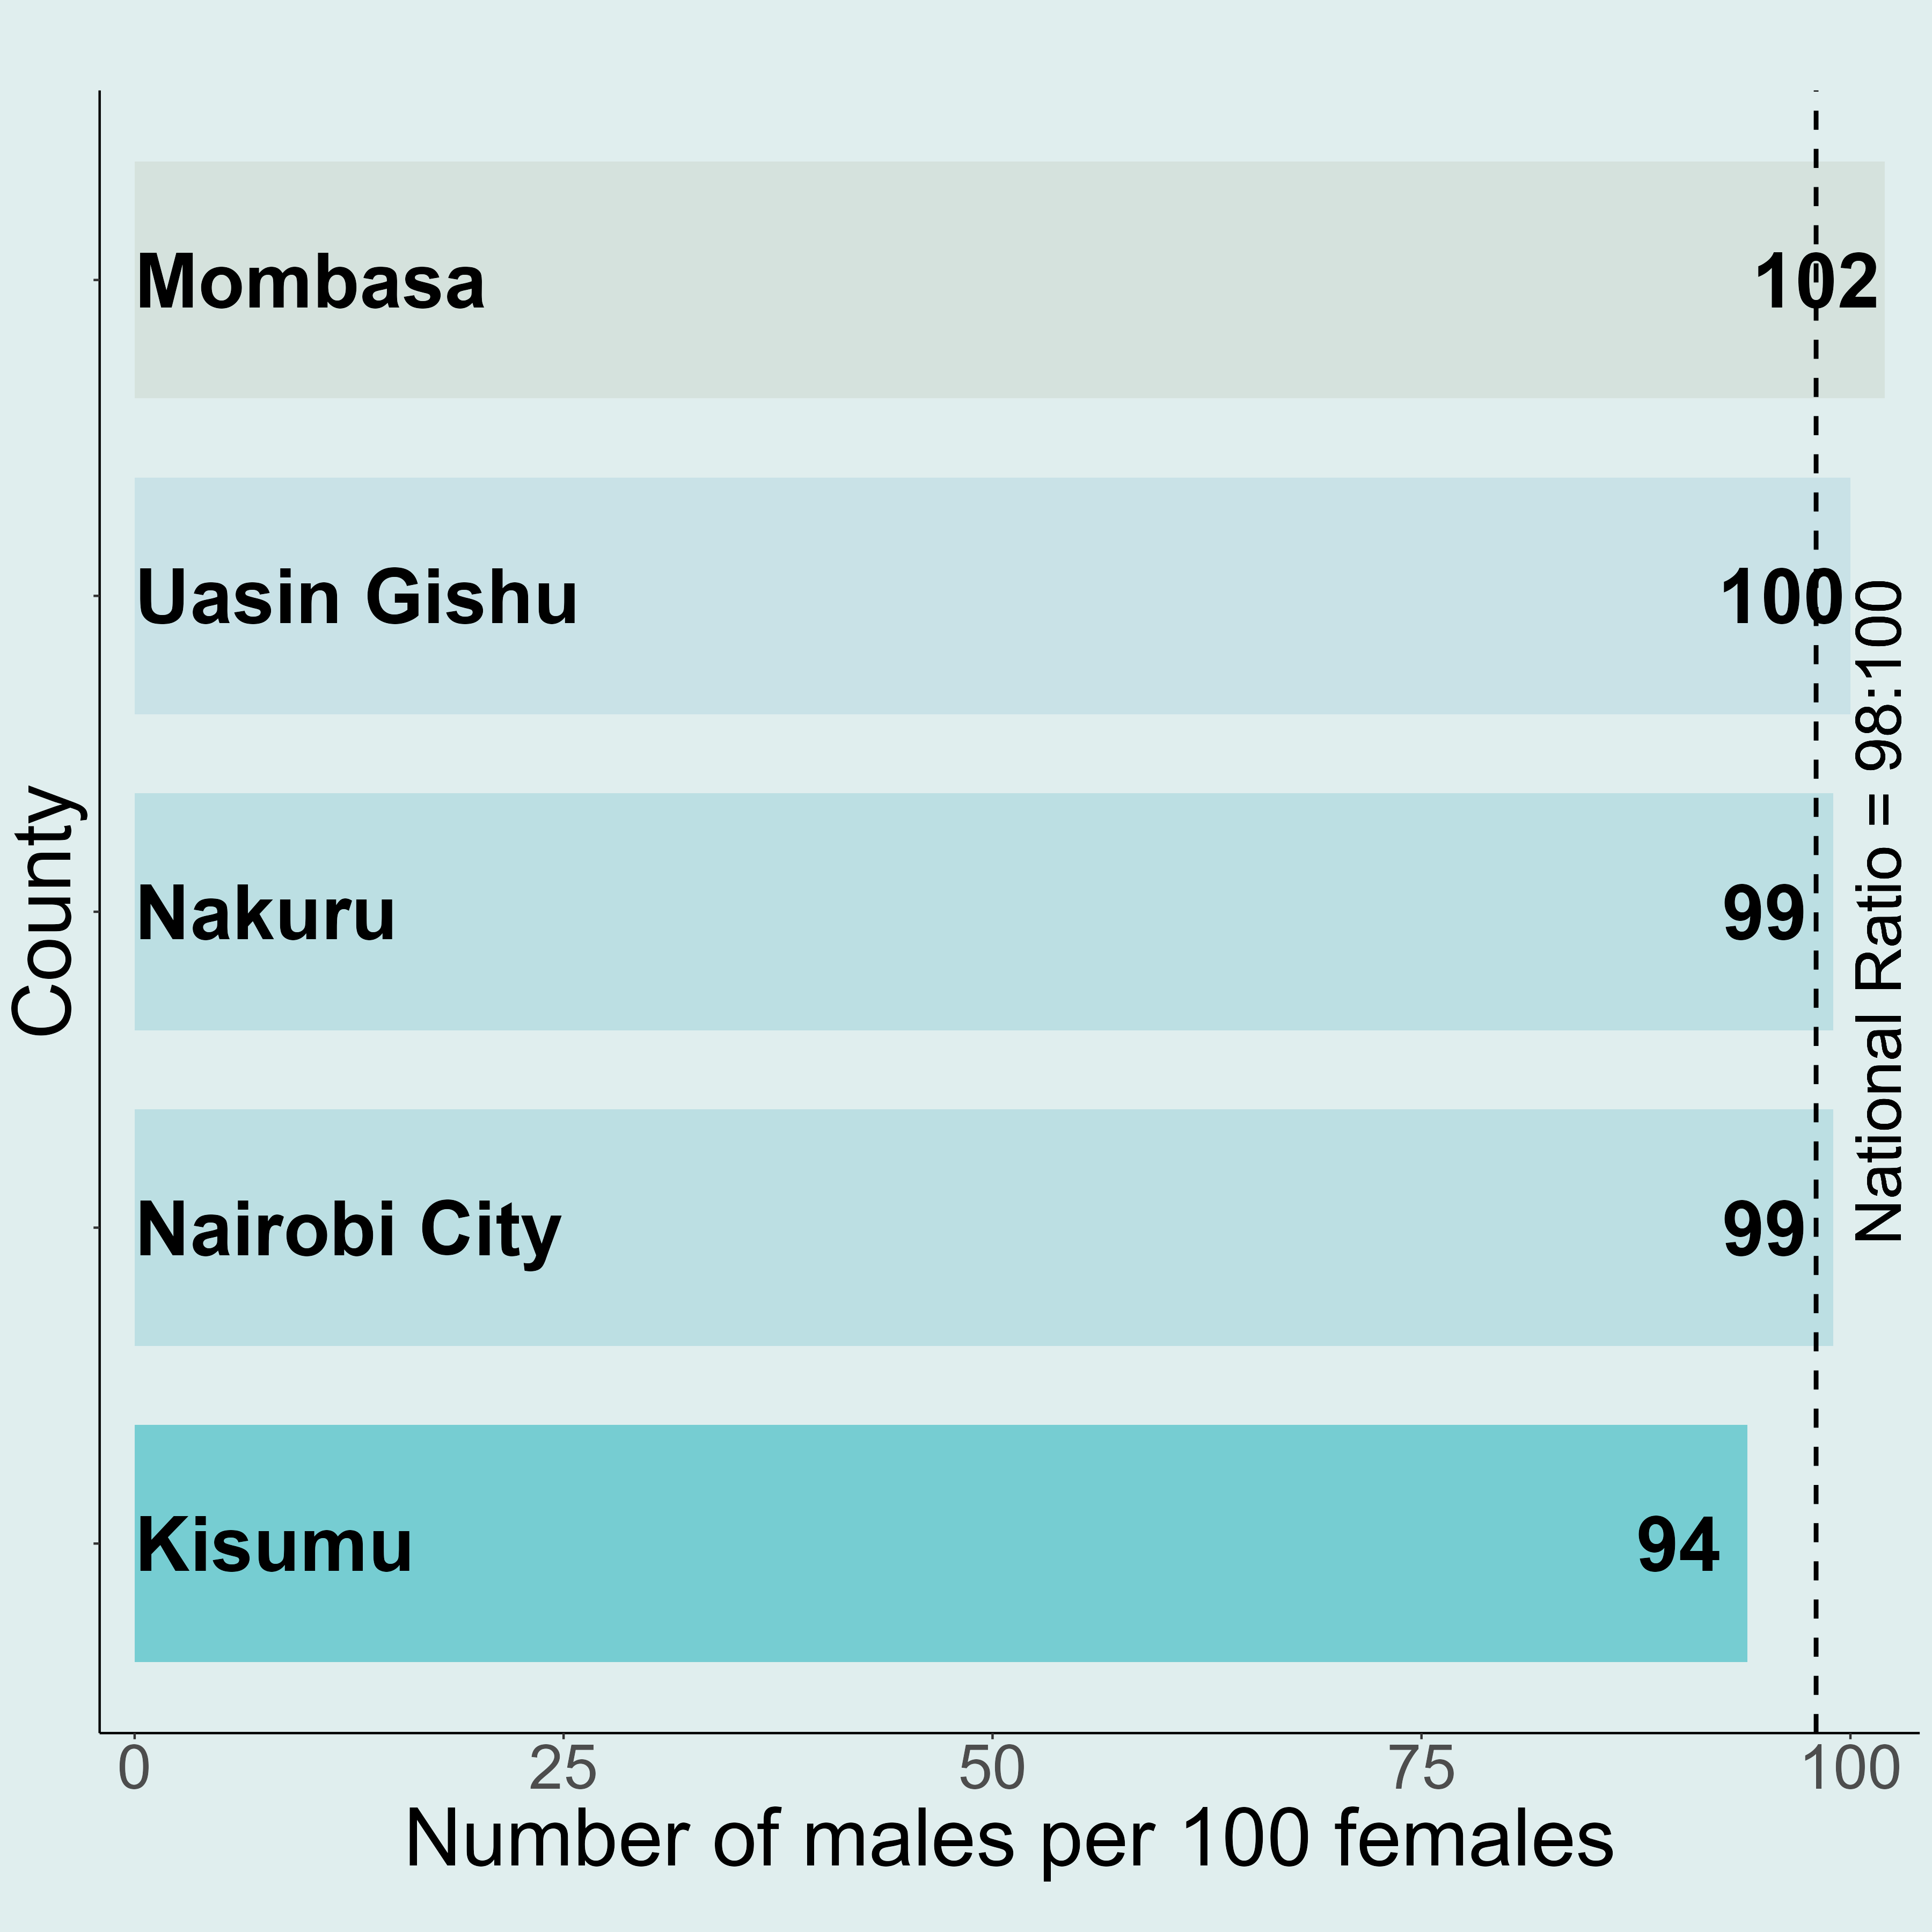 County
Mombasa 102
Uasin Gishu 100
Nakuru 99
Nairobi City 99
Kisumu 94
National Ratio = 98:100
0 25 50 75 100
Number of males per 100 females